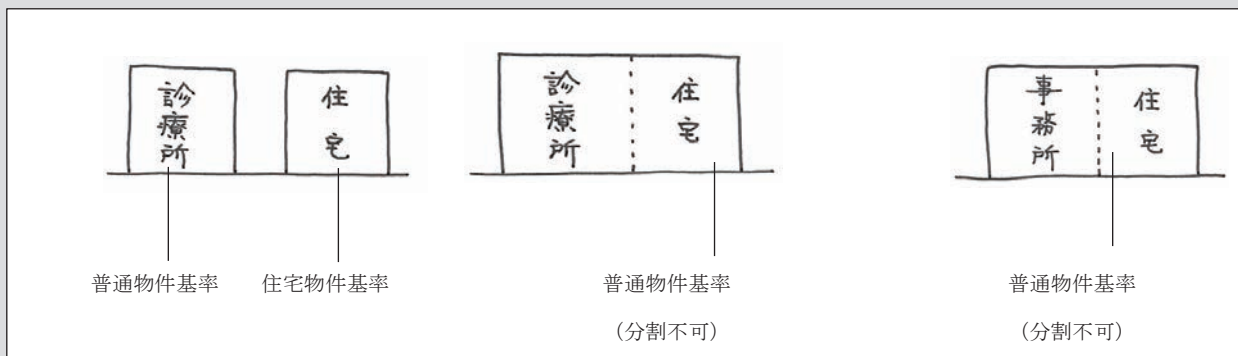 診療所
住宅
診療所
住宅
事務所
住宅
普通物件基率
住宅物件基率
普通物件基率
（分割不可）
普通物件基率
（分割不可）